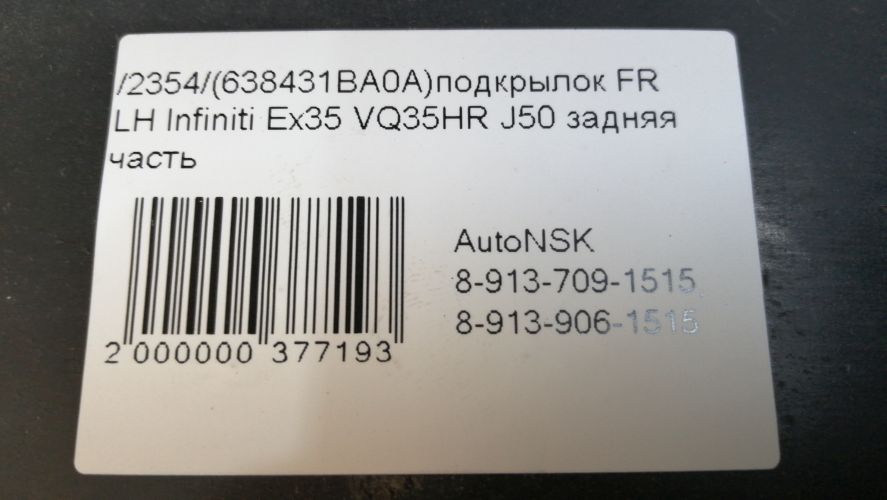 /2354/(638431BA0A)подкрылок FR
LH Infiniti Ex35 VQ35HR J50 задняя
часть
AutoNSK
8-913-709-1515
8-913-906-1515
2 000000 377193